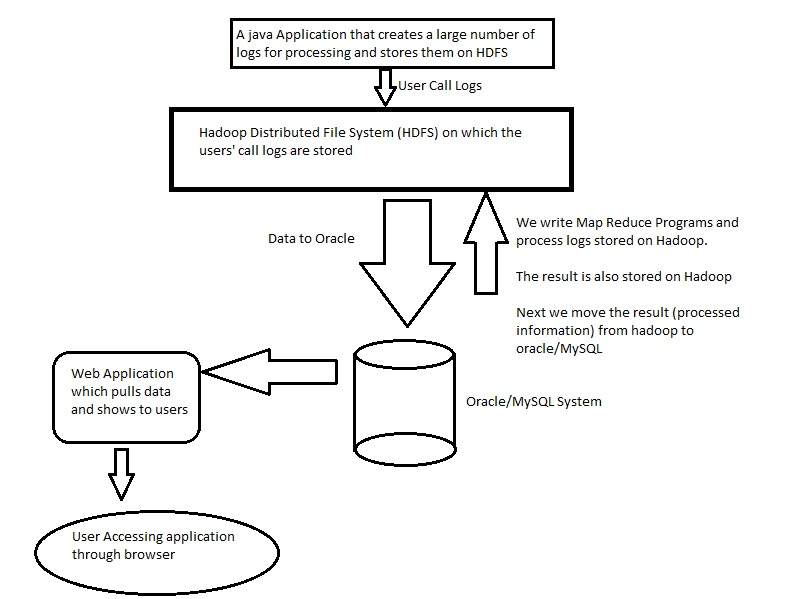 A java Application that creates a large number of
logs for processing and stores them on HDFS
User Call Logs
Hadoop Distributed File System (HDFS) on which the
users' call logs are stored
Data to Oracle
We write Map Reduce Programs and
process logs stored on Hadoop.
The result is also stored on Hadoop
Next we move the result (processed
information) from hadoop to
oracle/MySQL
Web Application
which pulls data
and shows to users
Oracle/MySQL System
User Accessing application
through browser